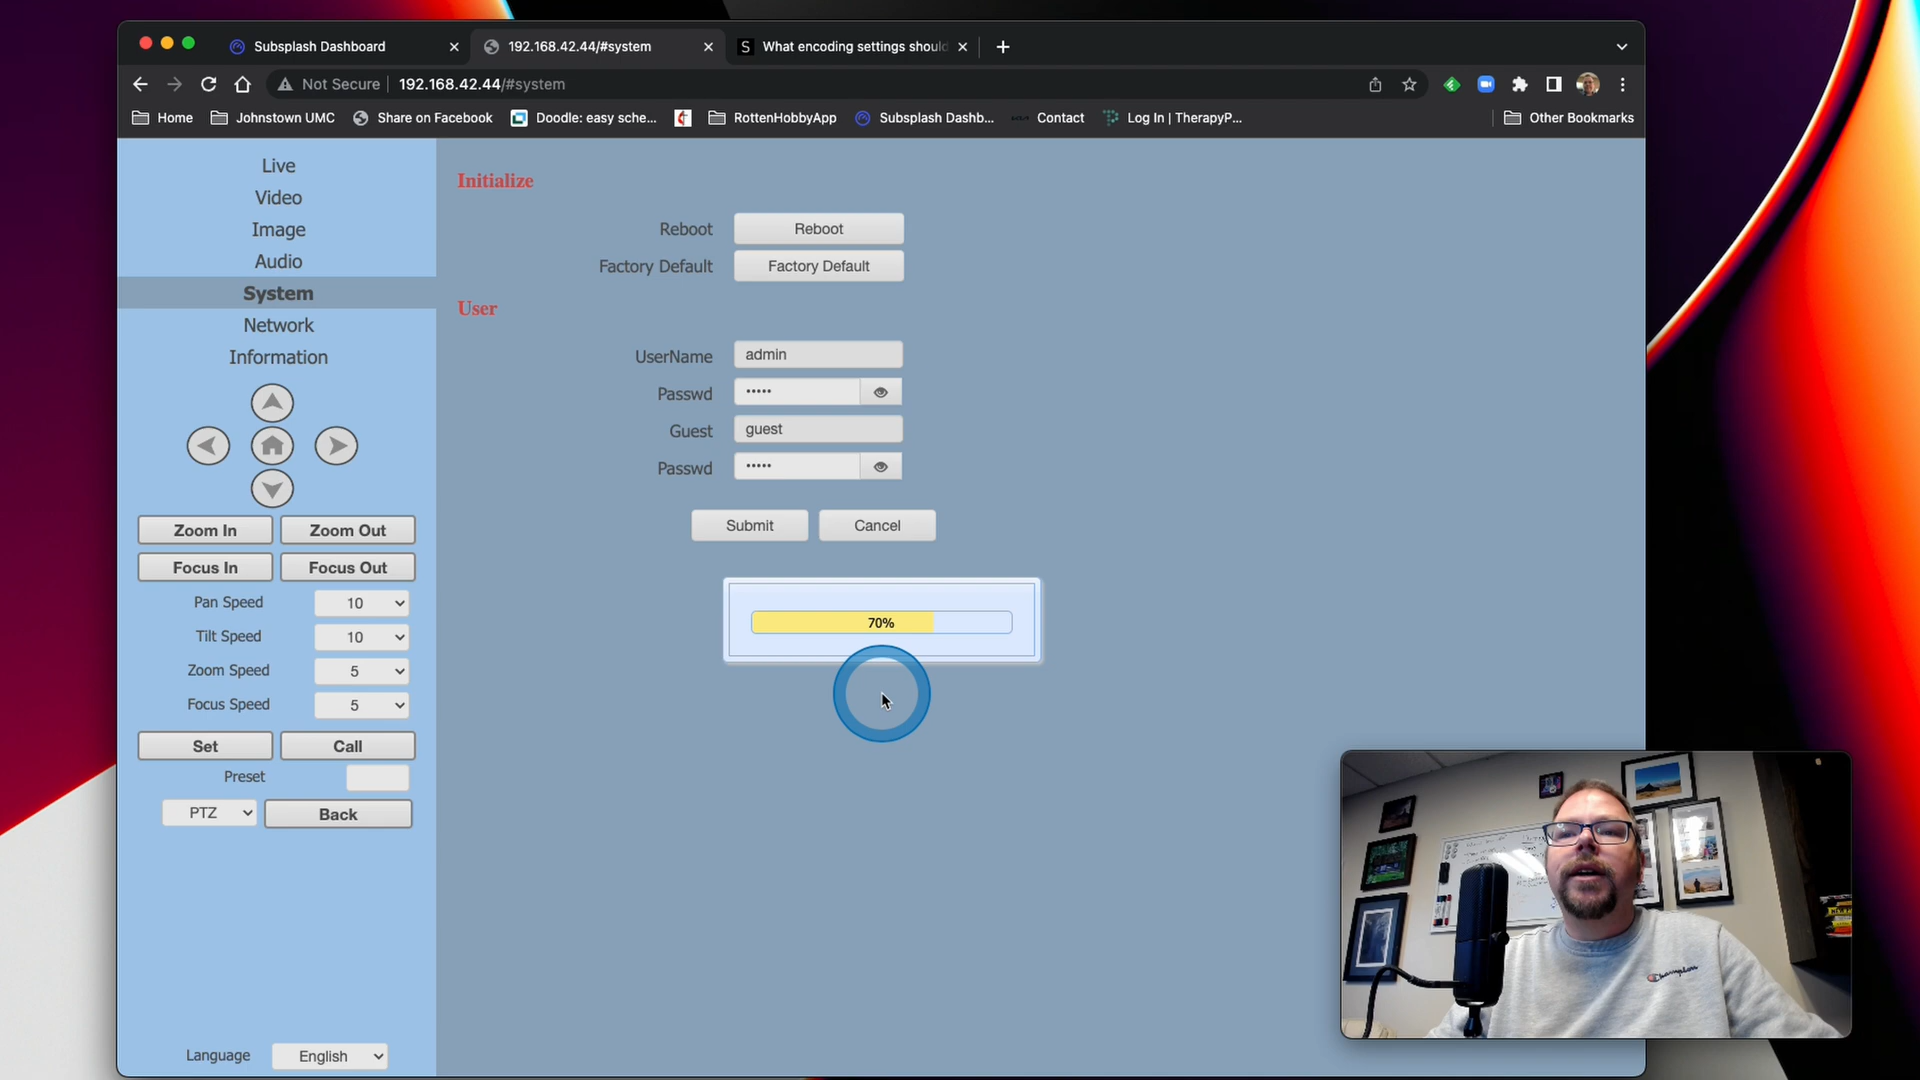 Subsplash Dashboard
192.168.42.44/#system
S What encoding settings shoul
Not Secure 192.168.42.44/#system
Home Johnstown UMC Share on Facebook Doodle: easy sche... RottenHobbyApp Subsplash Dashb... Contact Log In | TherapyP... Other Bookmarks
Live
Video
Image
Audio
System
Network
Information
Zoom In Zoom Out
Focus In Focus Out
Pan Speed 10
Tilt Speed 10
Zoom Speed 5
Focus Speed 5
Set Call
Preset
PTZ Back
Language English
Initialize
Reboot Reboot
Factory Default Factory Default
User
UserName admin
Passwd •••••
Guest guest
Passwd •••••
Submit Cancel
70%
Champion